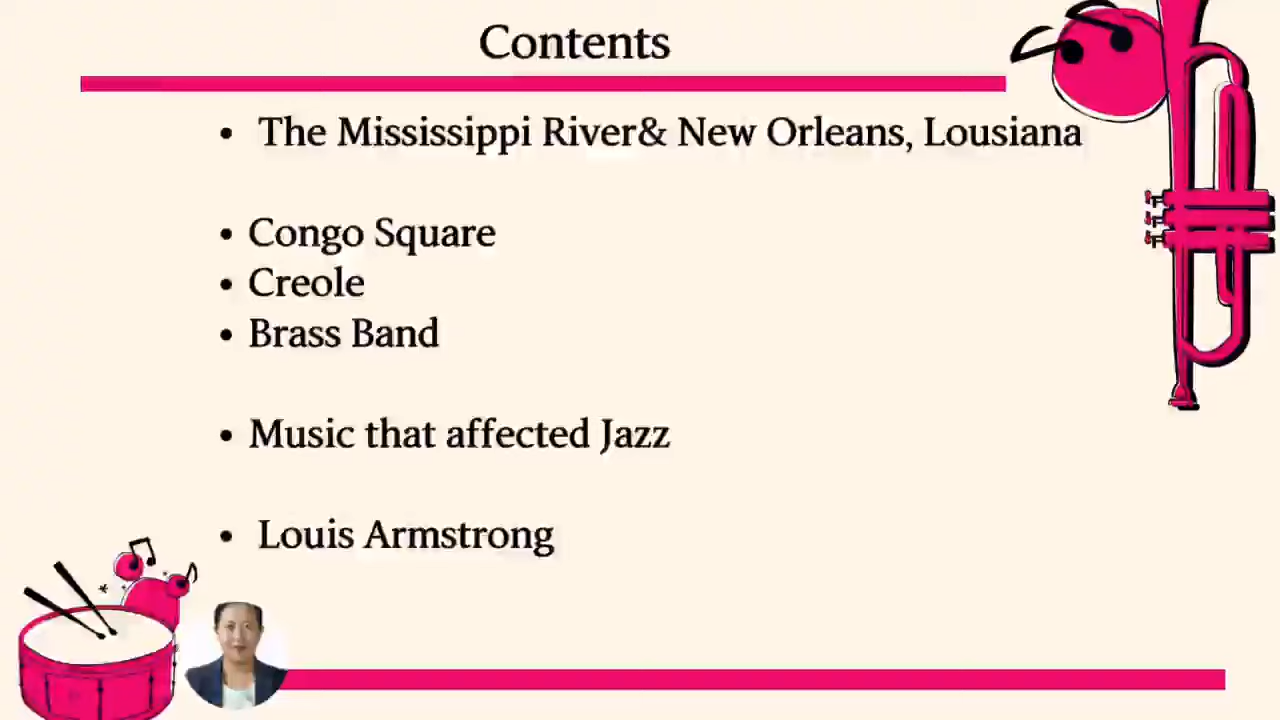 Contents
• The Mississippi River& New Orleans, Lousiana
• Congo Square
• Creole
• Brass Band
• Music that affected Jazz
• Louis Armstrong